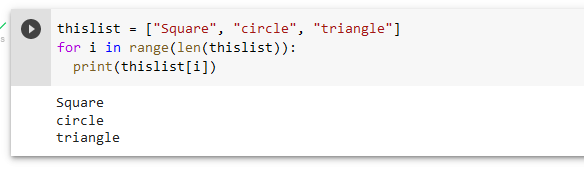 thislist = ["Square", "circle", "triangle"]
for i in range(len(thislist)):
  print(thislist[i])
Square
circle
triangle